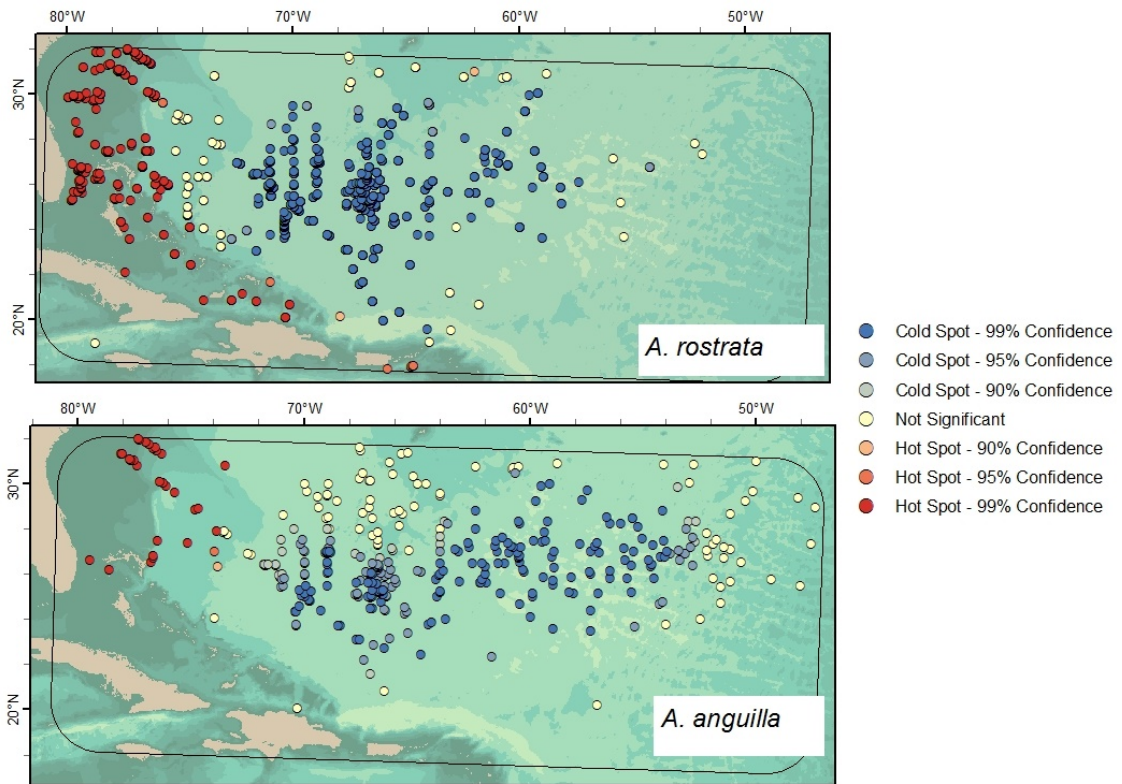 80°W 70°W 60°W 50°W
30°N
20°N
A. rostrata
80°W 70°W 60°W 50°W
30°N
20°N
A. anguilla
Cold Spot - 99% Confidence
Cold Spot - 95% Confidence
Cold Spot - 90% Confidence
Not Significant
Hot Spot - 90% Confidence
Hot Spot - 95% Confidence
Hot Spot - 99% Confidence